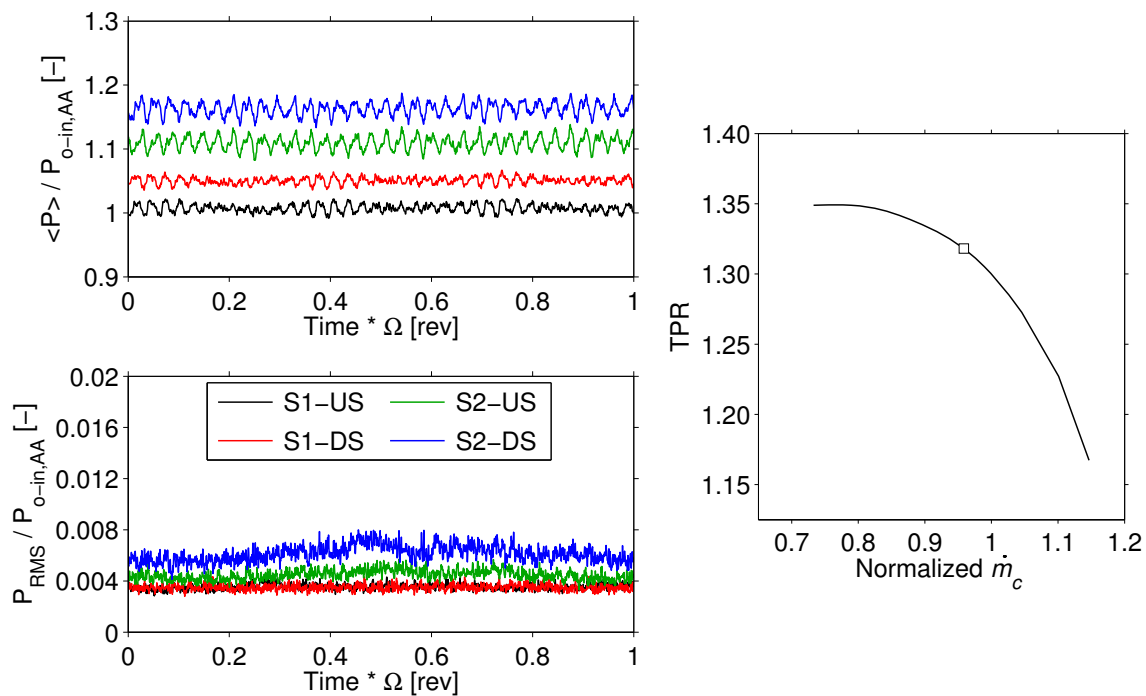 1.3
1.2
1.1
1
0.9
<P> / P_{o−in,AA} [−]
0 0.2 0.4 0.6 0.8 1
Time * Ω [rev]
0.02
0.016
0.012
0.008
0.004
0
P_{RMS} / P_{o−in,AA} [−]
S1−US S2−US
S1−DS S2−DS
0 0.2 0.4 0.6 0.8 1
Time * Ω [rev]
1.40
1.35
1.30
1.25
1.20
1.15
TPR
0.7 0.8 0.9 1 1.1 1.2
Normalized ṁ_c